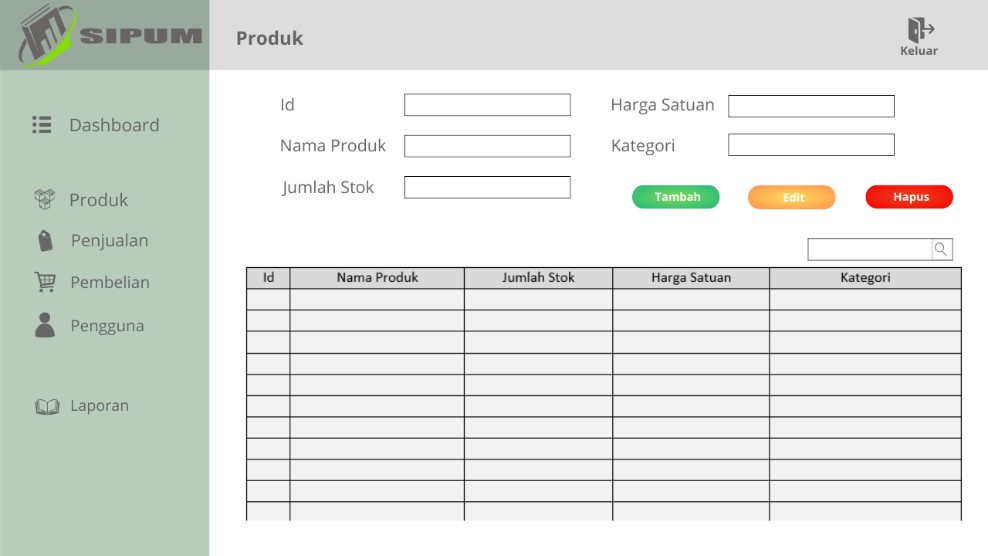 SIPUM
Produk
Keluar
Dashboard
Produk
Penjualan
Pembelian
Pengguna
Laporan
Id
Harga Satuan
Nama Produk
Kategori
Jumlah Stok
Tambah
Edit
Hapus
Id Nama Produk Jumlah Stok Harga Satuan Kategori